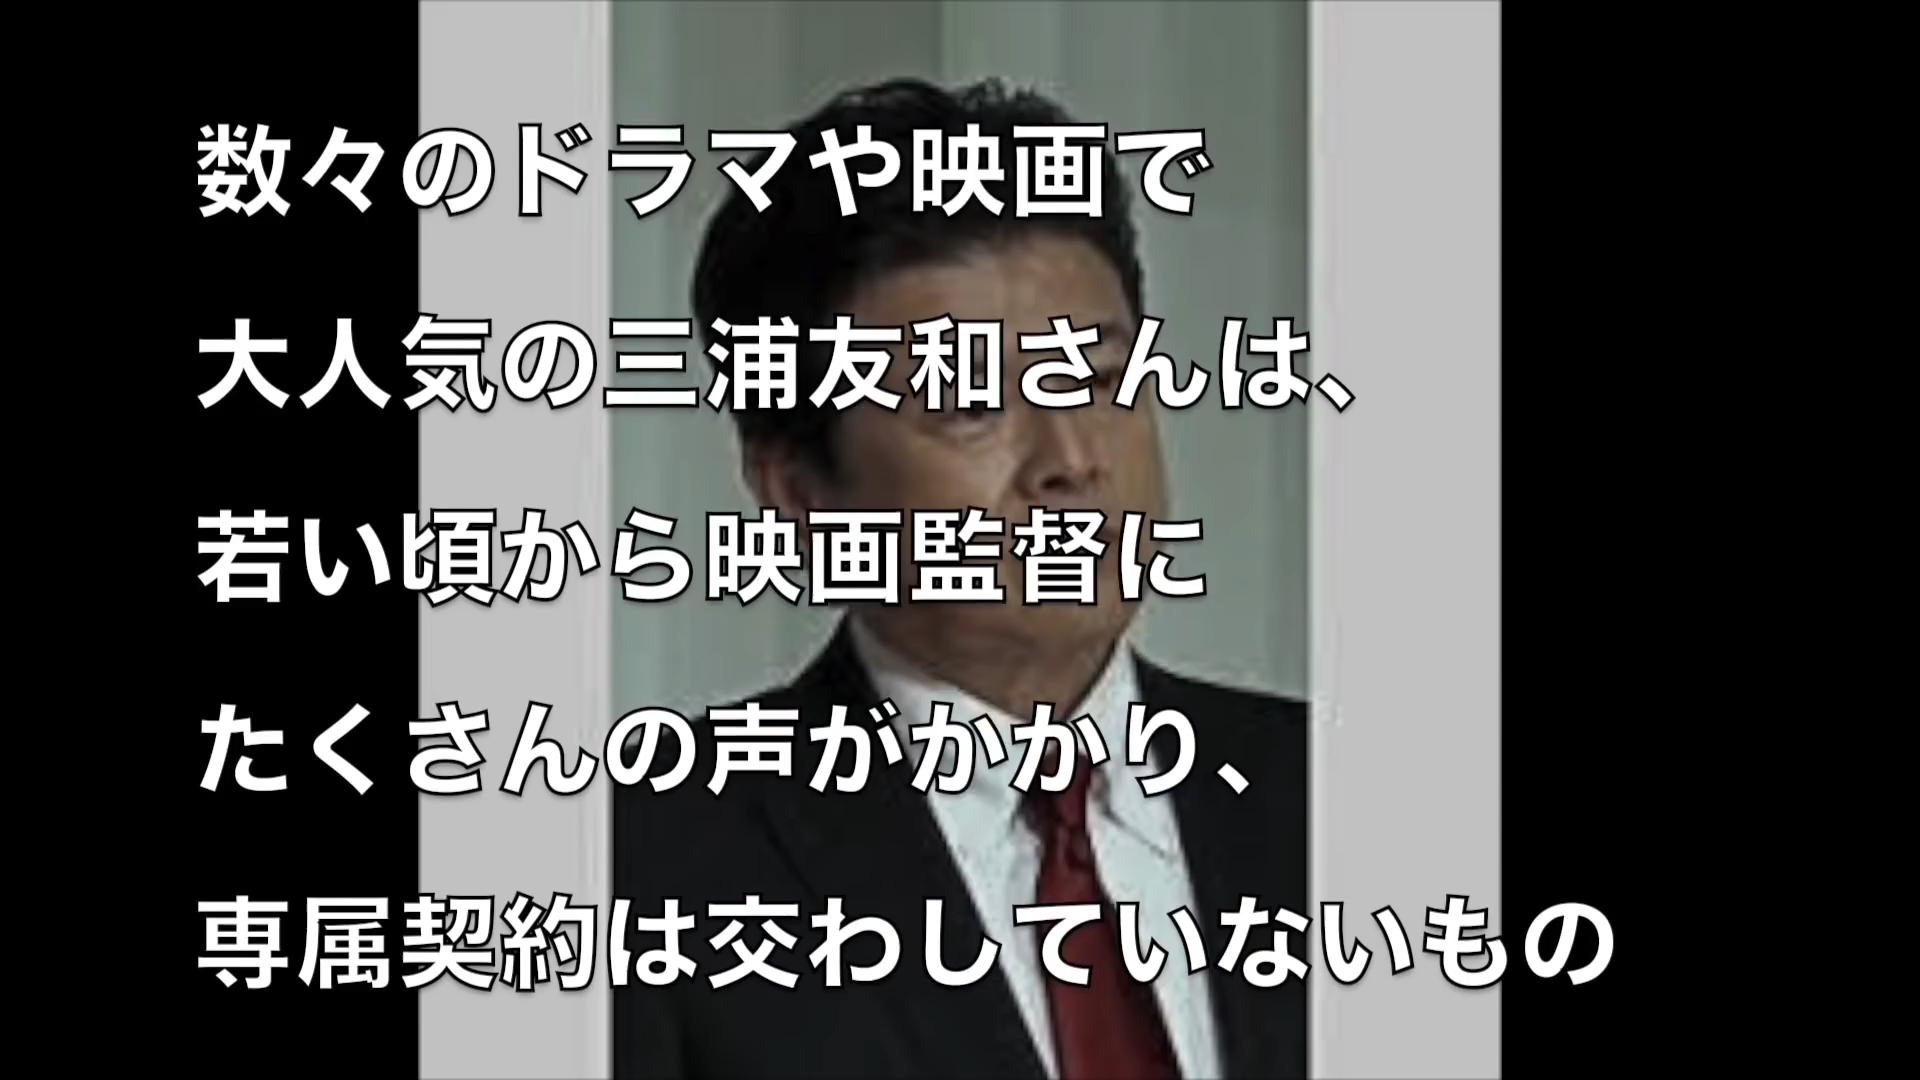 数々のドラマや映画で
大人気の三浦友和さんは、
若い頃から映画監督に
たくさんの声がかかり、
専属契約は交わしていないもの